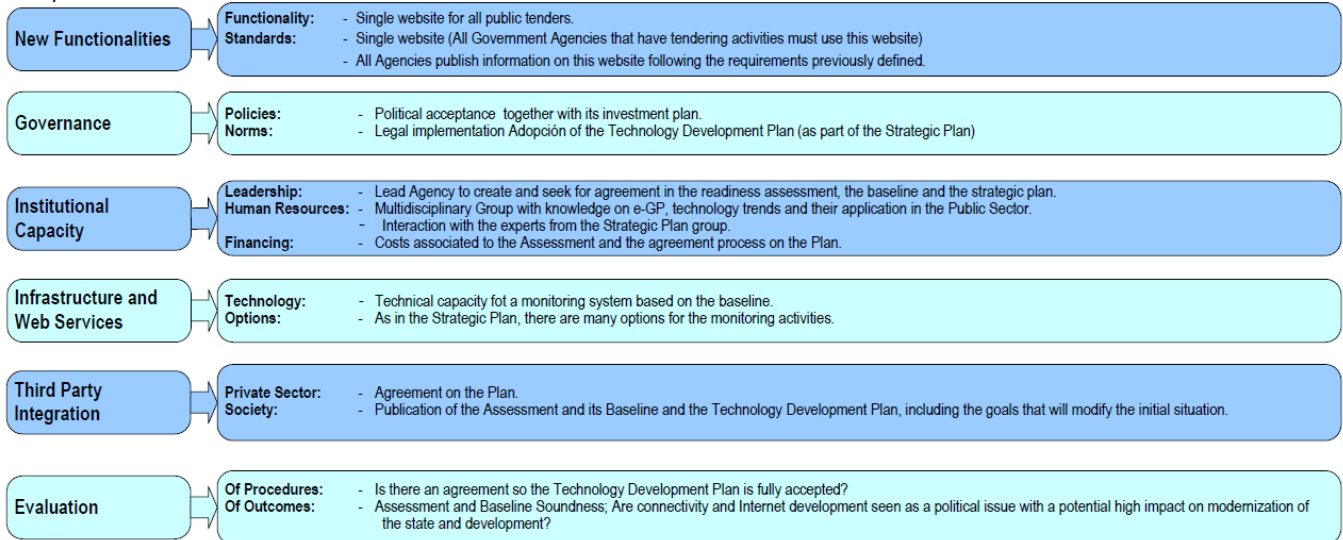 New Functionalities
Functionality: - Single website for all public tenders.
Standards: - Single website (All Government Agencies that have tendering activities must use this website)
- All Agencies publish information on this website following the requirements previously defined.
Governance
Policies: - Political acceptance together with its investment plan.
Norms: - Legal implementation Adopción of the Technology Development Plan (as part of the Strategic Plan)
Institutional
Capacity
Leadership: - Lead Agency to create and seek for agreement in the readiness assessment, the baseline and the strategic plan.
Human Resources: - Multidisciplinary Group with knowledge on e-GP, technology trends and their application in the Public Sector.
- Interaction with the experts from the Strategic Plan group.
Financing: - Costs associated to the Assessment and the agreement process on the Plan.
Infrastructure and
Web Services
Technology: - Technical capacity fot a monitoring system based on the baseline.
Options: - As in the Strategic Plan, there are many options for the monitoring activities.
Third Party
Integration
Private Sector: - Agreement on the Plan.
Society: - Publication of the Assessment and its Baseline and the Technology Development Plan, including the goals that will modify the initial situation.
Evaluation
Of Procedures: - Is there an agreement so the Technology Development Plan is fully accepted?
Of Outcomes: - Assessment and Baseline Soundness; Are connectivity and Internet development seen as a political issue with a potential high impact on modernization of
the state and development?